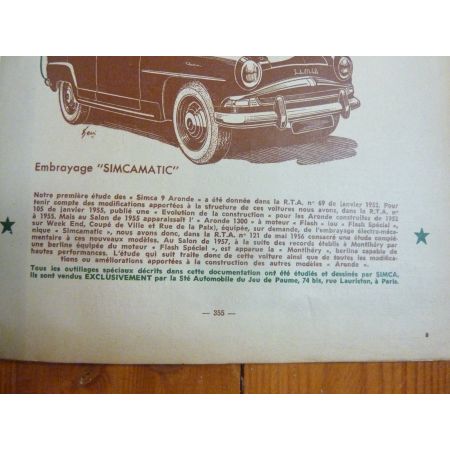 SIMCA
Embrayage "SIMCAMATIC"
Notre première étude des « Simca 9 Aronde » a été donnée dans la R.T.A. n° 69 de janvier 1952. Pour
tenir compte des modifications apportées à la structure de ces voitures nous avons, dans la R.T.A. n°
105 de janvier 1955, publié une « Evolution de la construction » pour les Aronde construites de 1952
à 1955. Mais au Salon de 1955 apparaissait l' « Aronde 1300 » à moteur « Flash » (ou « Flash Spécial »,
sur Week End, Coupé de Ville et Rue de la Paix), équipée, sur demande, de l'embrayage électro-méca-
nique « Simcamatic », nous avons donc, dans la R.T.A. n° 121 de mai 1956 consacré une étude complé-
mentaire à ces nouveaux modèles. Au Salon de 1957, à la suite des records établis à Montlhéry par
une berline équipée du moteur « Flash Spécial », est apparue la « Montlhéry », berline capable de
hautes performances. L'étude qui suit traite donc de cette voiture ainsi que de toutes les modifica-
tions ou améliorations apportées à la construction des autres modèles « Aronde ».
Tous les outillages spéciaux décrits dans cette documentation ont été étudiés et dessinés par SIMCA,
ils sont vendus EXCLUSIVEMENT par la Sté Automobile du Jeu de Paume, 74 bis, rue Lauriston, à Paris.
— 355 —